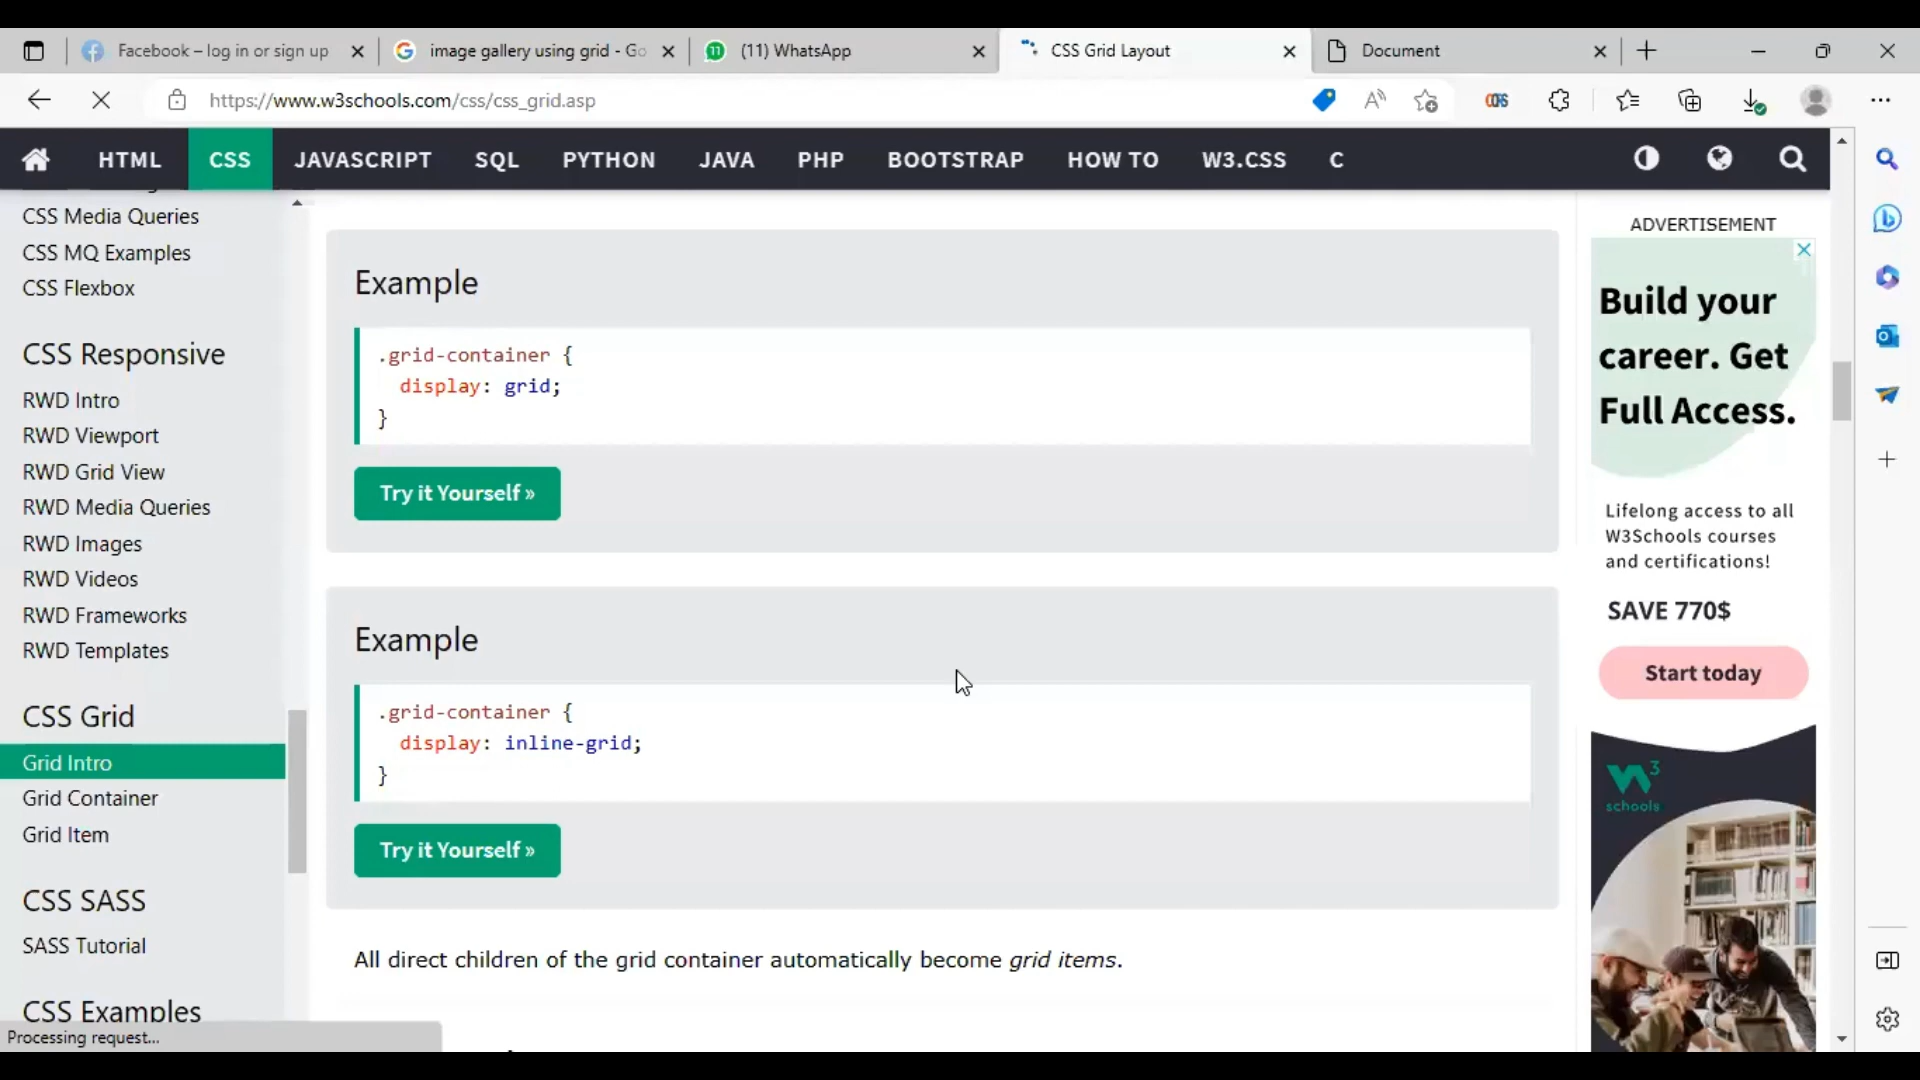 Facebook – log in or sign up
image gallery using grid - Go
11
(11) WhatsApp
CSS Grid Layout
Document
https://www.w3schools.com/css/css_grid.asp
HTML CSS JAVASCRIPT SQL PYTHON JAVA PHP BOOTSTRAP HOW TO W3.CSS C
CSS Media Queries
CSS MQ Examples
CSS Flexbox
CSS Responsive
RWD Intro
RWD Viewport
RWD Grid View
RWD Media Queries
RWD Images
RWD Videos
RWD Frameworks
RWD Templates
CSS Grid
Grid Intro
Grid Container
Grid Item
CSS SASS
SASS Tutorial
CSS Examples
Processing request...
Example
.grid-container {
display: grid;
}
Try it Yourself »
Example
.grid-container {
display: inline-grid;
}
Try it Yourself »
All direct children of the grid container automatically become grid items.
ADVERTISEMENT
Build your
career. Get
Full Access.
Lifelong access to all
W3Schools courses
and certifications!
SAVE 770$
Start today
W3
schools